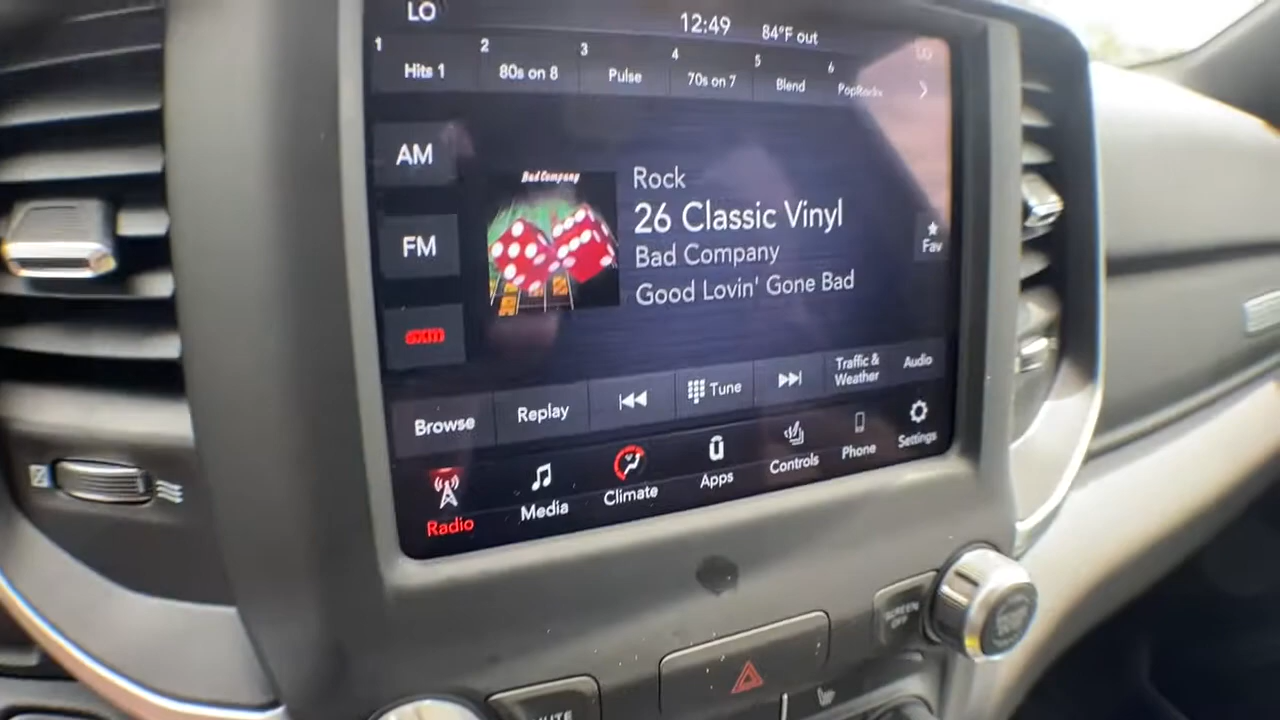 LO
12:49
84°F out
LO
1
2
3
4
5
6
Hits 1
80s on 8
Pulse
70s on 7
Blend
PopRocks
AM
FM
sxm
Bad Company
Rock
26 Classic Vinyl
Bad Company
Good Lovin' Gone Bad
Fav
Browse
Replay
Tune
Traffic &
Weather
Audio
Radio
Media
Climate
Apps
Controls
Phone
Settings
SCREEN
OFF